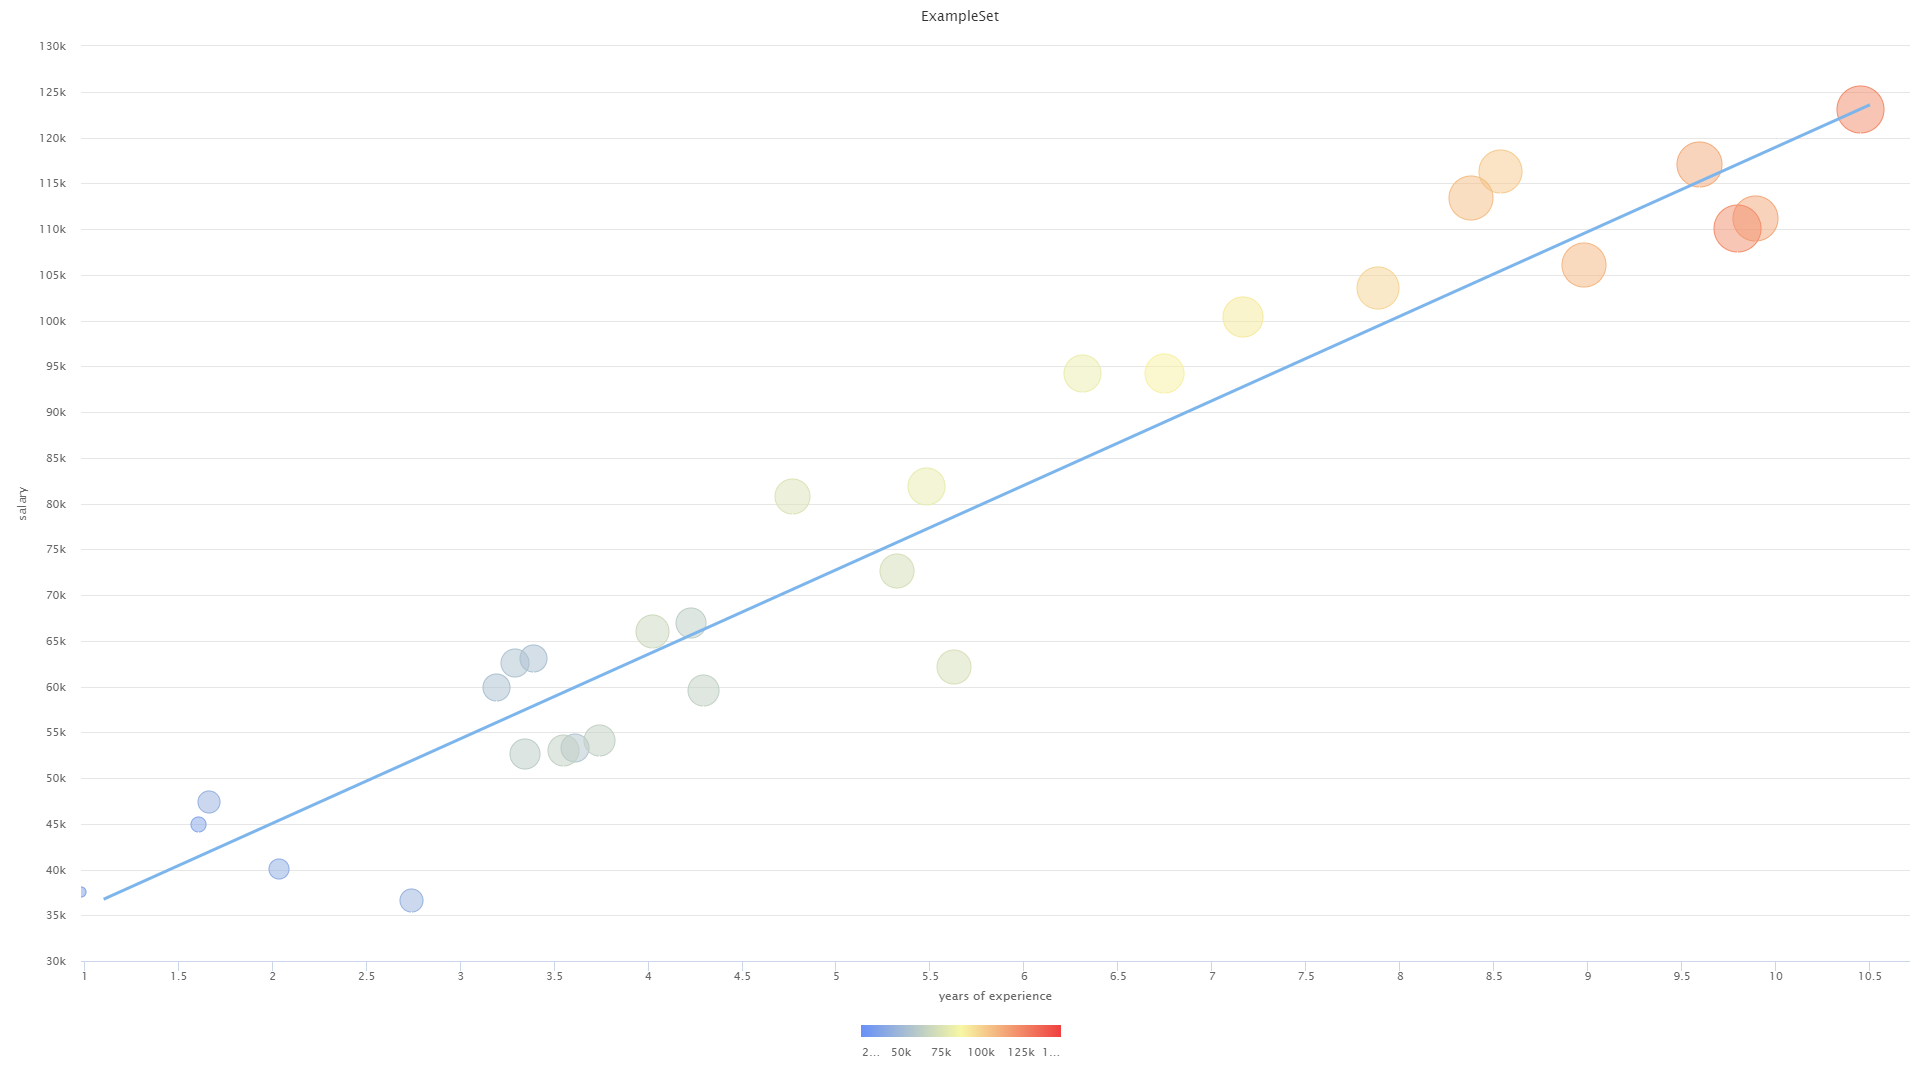 ExampleSet
130k
125k
120k
115k
110k
105k
100k
95k
90k
85k
80k
75k
70k
65k
60k
55k
50k
45k
40k
35k
30k
salary
1 1.5 2 2.5 3 3.5 4 4.5 5 5.5 6 6.5 7 7.5 8 8.5 9 9.5 10 10.5
years of experience
2... 50k 75k 100k 125k 1...